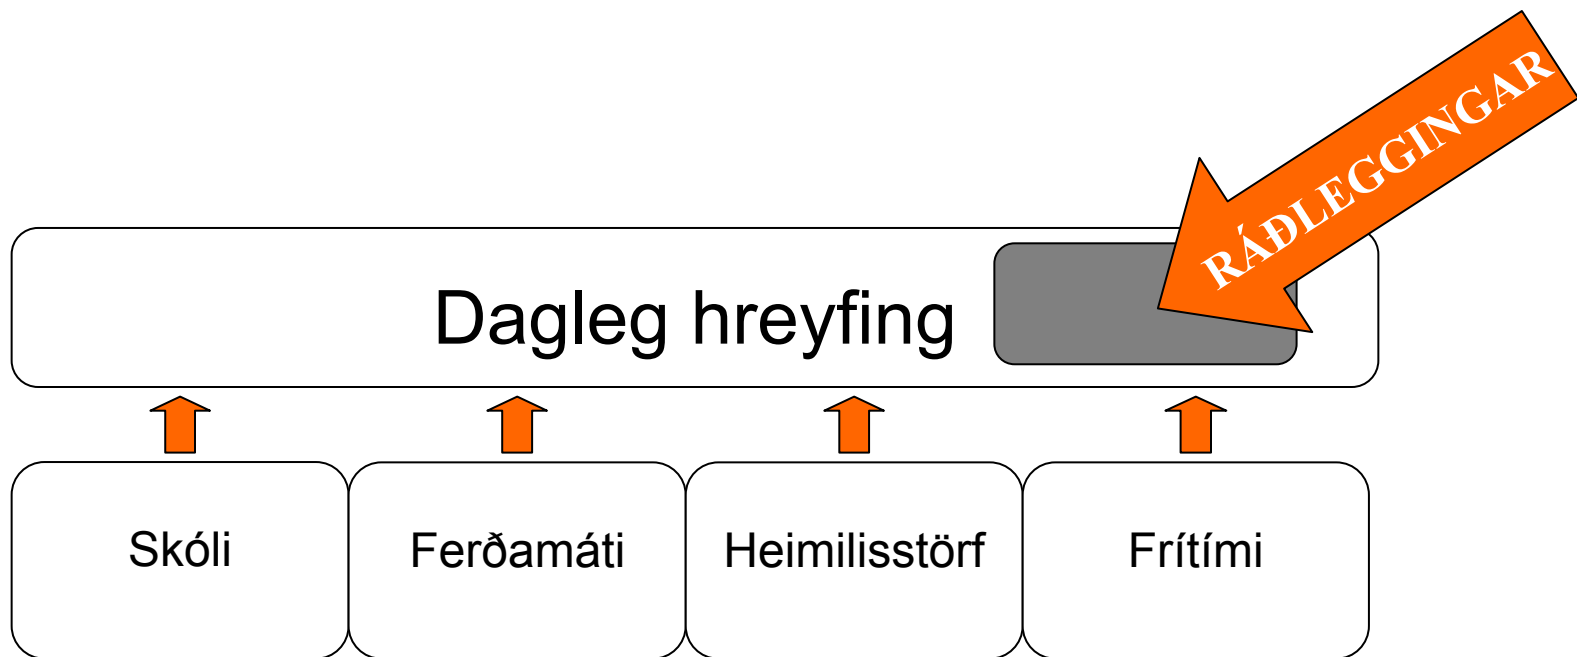 RÁÐLEGGINGAR
Dagleg hreyfing
Skóli
Ferðamáti
Heimilisstörf
Frítími